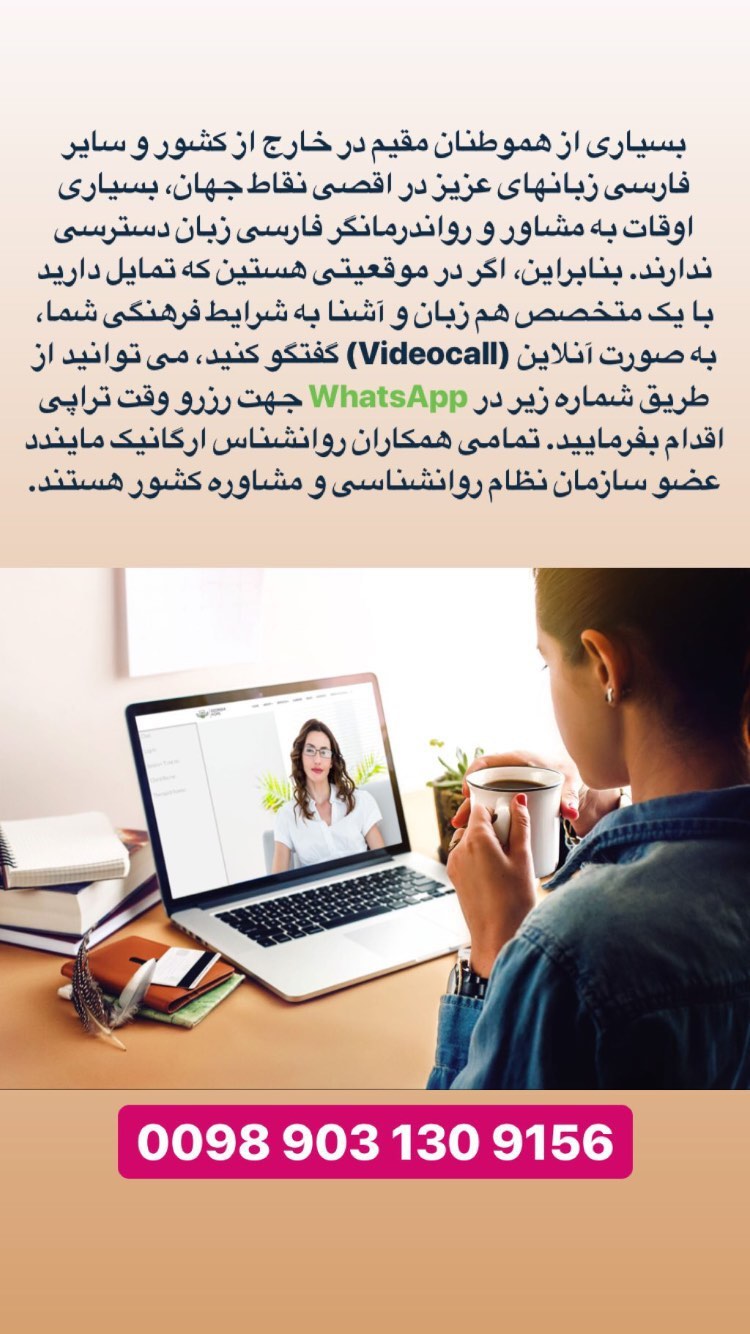 بسیاری از هموطنان مقیم در خارج از کشور و سایر
فارسی زبانهای عزیز در اقصی نقاط جهان، بسیاری
اوقات به مشاور و رواندرمانگر فارسی زبان دسترسی
ندارند. بنابراین، اگر در موقعیتی هستین که تمایل دارید
با یک متخصص هم زبان و آشنا به شرایط فرهنگی شما،
به صورت آنلاین (Videocall) گفتگو کنید، می توانید از
طریق شماره زیر در WhatsApp جهت رزرو وقت تراپی
اقدام بفرمایید. تمامی همکاران روانشناس ارگانیک مایندد
عضو سازمان نظام روانشناسی و مشاوره کشور هستند.
0098 903 130 9156